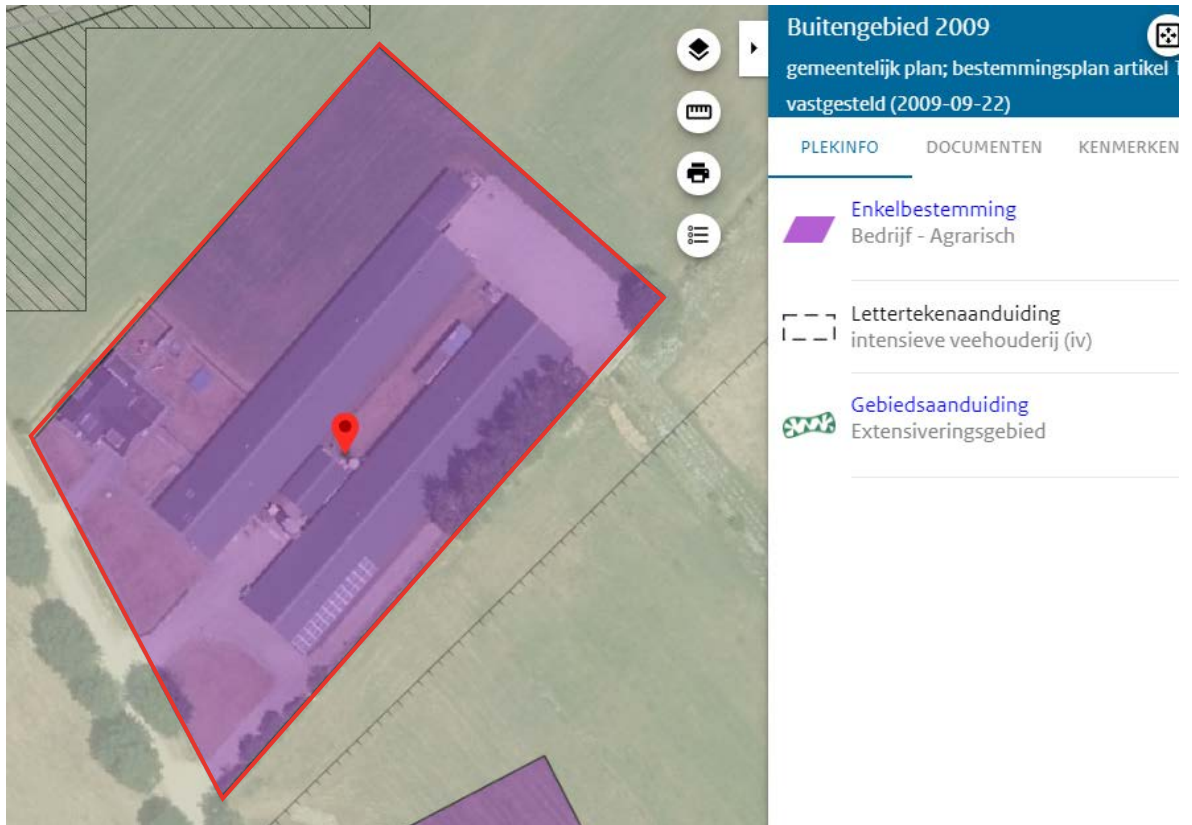 Buitengebied 2009
gemeentelijk plan; bestemmingsplan artikel
vastgesteld (2009-09-22)
PLEKINFO DOCUMENTEN KENMERKEN
Enkelbestemming
Bedrijf - Agrarisch
Lettertekenaanduiding
intensieve veehouderij (iv)
Gebiedsaanduiding
Extensiveringsgebied